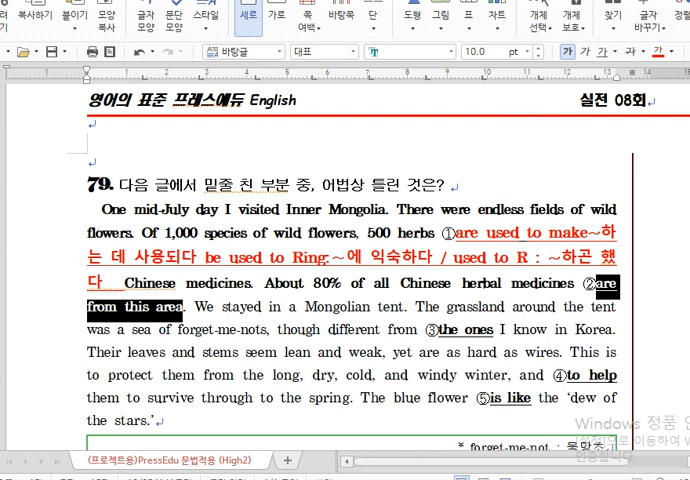 복사하기 붙이기 모양 복사 글자 모양 문단 모양 스타일 세로 가로 쪽 여백 바탕쪽 단 도형 그림 표 차트 개체 선택 개체 보호 찾기 글자 바꾸기 정렬
바탕글 대표 10.0 pt 가 가 가 가 가
영어의 표준 프레스에듀 English 실전 08회
79. 다음 글에서 밑줄 친 부분 중, 어법상 틀린 것은?
One mid-July day I visited Inner Mongolia. There were endless fields of wild
flowers. Of 1,000 species of wild flowers, 500 herbs ①are used to make~하
는 데 사용되다 be used to Ring:~에 익숙하다 / used to R : ~하곤 했
다 Chinese medicines. About 80% of all Chinese herbal medicines ②are
from this area. We stayed in a Mongolian tent. The grassland around the tent
was a sea of forget-me-nots, though different from ③the ones I know in Korea.
Their leaves and stems seem lean and weak, yet are as hard as wires. This is
to protect them from the long, dry, cold, and windy winter, and ④to help
them to survive through to the spring. The blue flower ⑤is like the ‘dew of
the stars.’
Windows 정품 인
* forget-me-not : 물망초
(프로젝트용)PressEdu 문법적용 (High2)